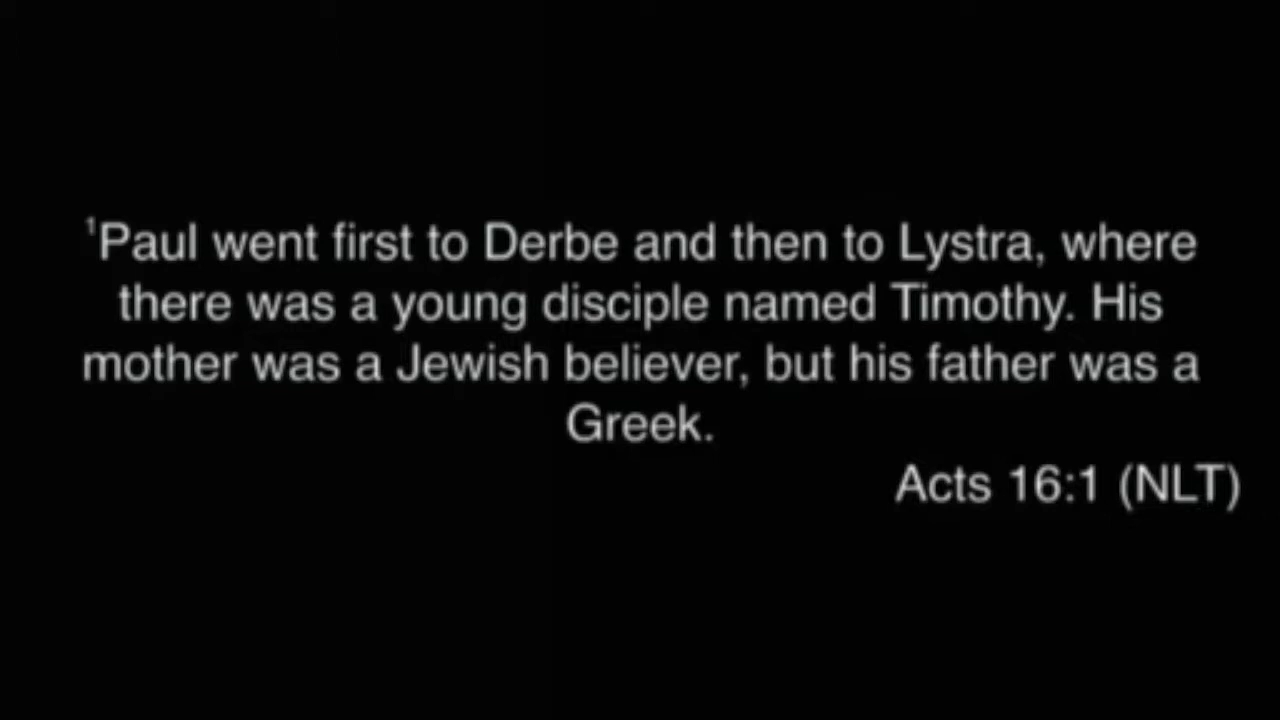 ¹Paul went first to Derbe and then to Lystra, where
there was a young disciple named Timothy. His
mother was a Jewish believer, but his father was a
Greek.
Acts 16:1 (NLT)